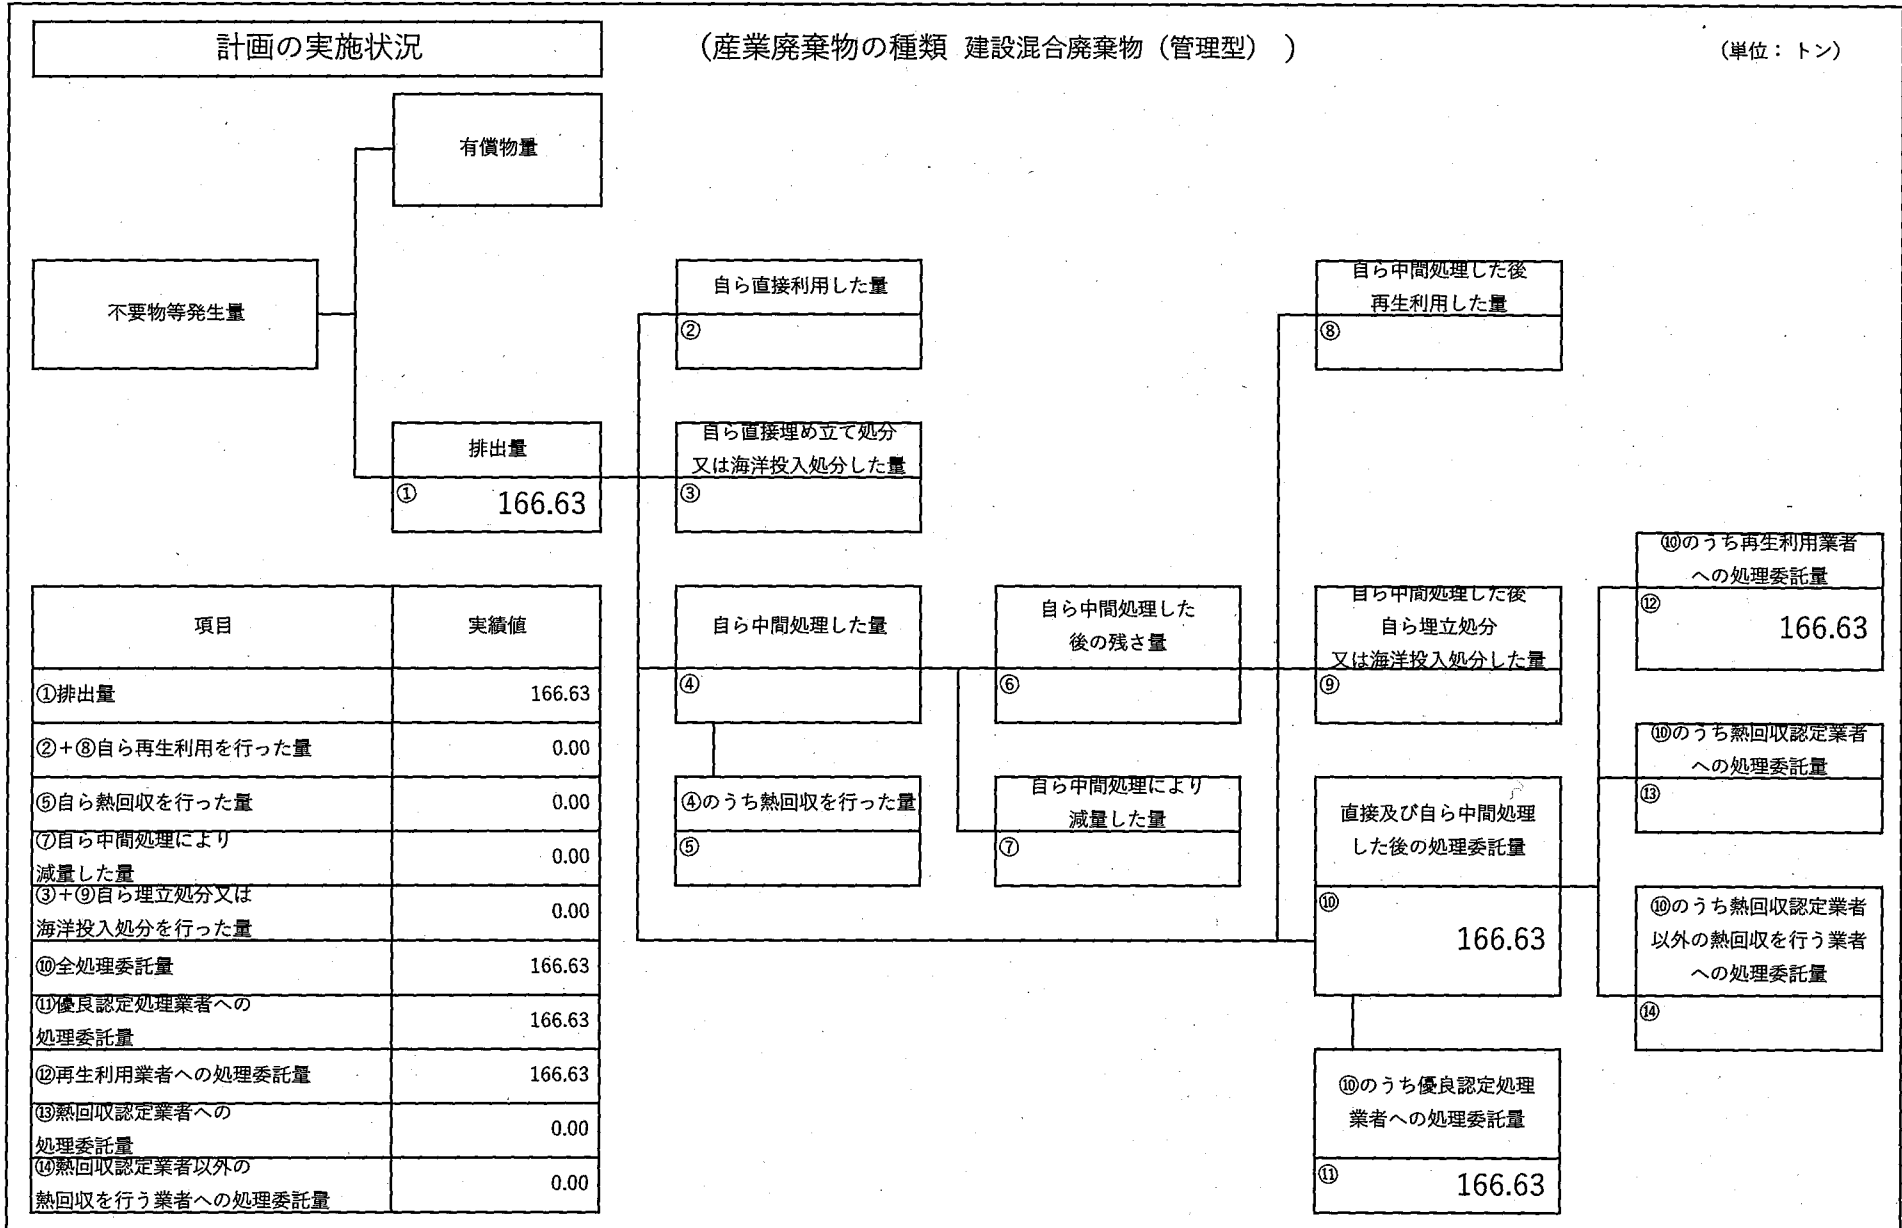 計画の実施状況
（産業廃棄物の種類 建設混合廃棄物（管理型） ）
（単位：トン）
有償物量
不要物等発生量
自ら直接利用した量
②
自ら中間処理した後
再生利用した量
⑧
排出量
① 166.63
自ら直接埋め立て処分
又は海洋投入処分した量
③
⑩のうち再生利用業者
への処理委託量
⑫ 166.63
項目 実績値
①排出量 166.63
②＋⑧自ら再生利用を行った量 0.00
⑤自ら熱回収を行った量 0.00
⑦自ら中間処理により
減量した量 0.00
③＋⑨自ら埋立処分又は
海洋投入処分を行った量 0.00
⑩全処理委託量 166.63
⑪優良認定処理業者への
処理委託量 166.63
⑫再生利用業者への処理委託量 166.63
⑬熱回収認定業者への
処理委託量 0.00
⑭熱回収認定業者以外の
熱回収を行う業者への処理委託量 0.00
自ら中間処理した量
④
自ら中間処理した
後の残さ量
⑥
自ら中間処理した後
自ら埋立処分
又は海洋投入処分した量
⑨
④のうち熱回収を行った量
⑤
自ら中間処理により
減量した量
⑦
直接及び自ら中間処理
した後の処理委託量
⑩
166.63
⑩のうち熱回収認定業者
への処理委託量
⑬
⑩のうち熱回収認定業者
以外の熱回収を行う業者
への処理委託量
⑭
⑩のうち優良認定処理
業者への処理委託量
⑪ 166.63